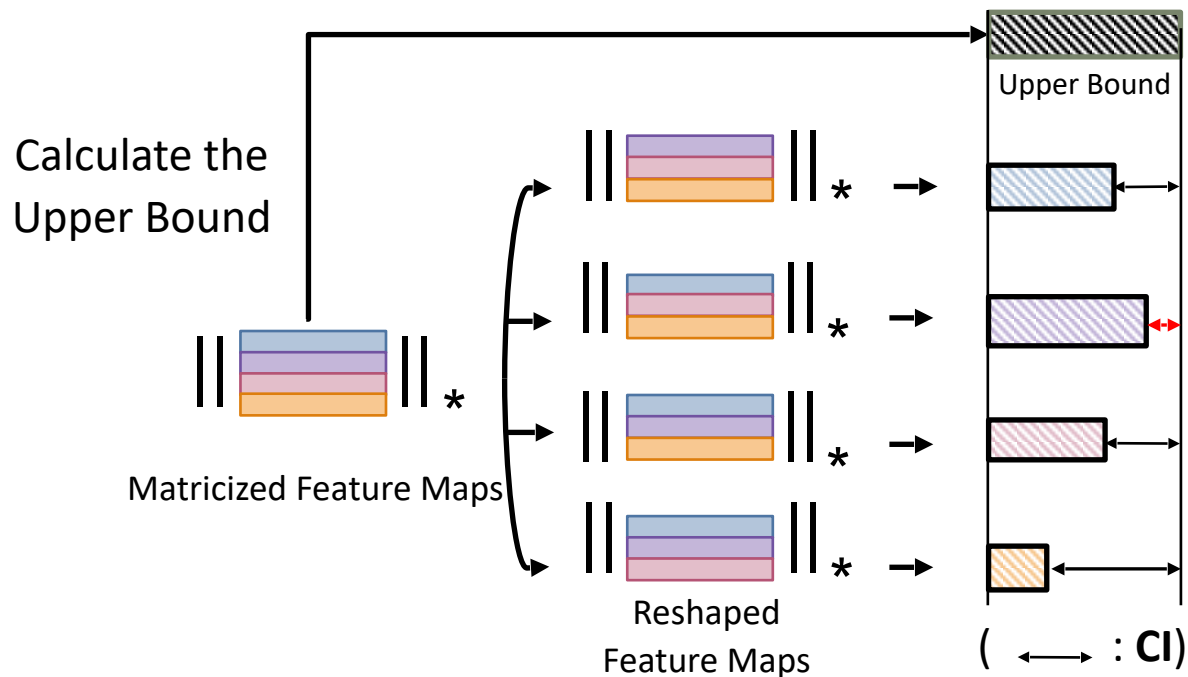 Upper Bound
Calculate the
Upper Bound
|| ||*
|| ||*
|| ||*
|| ||*
|| ||*
Matricized Feature Maps
Reshaped
Feature Maps
( : CI)